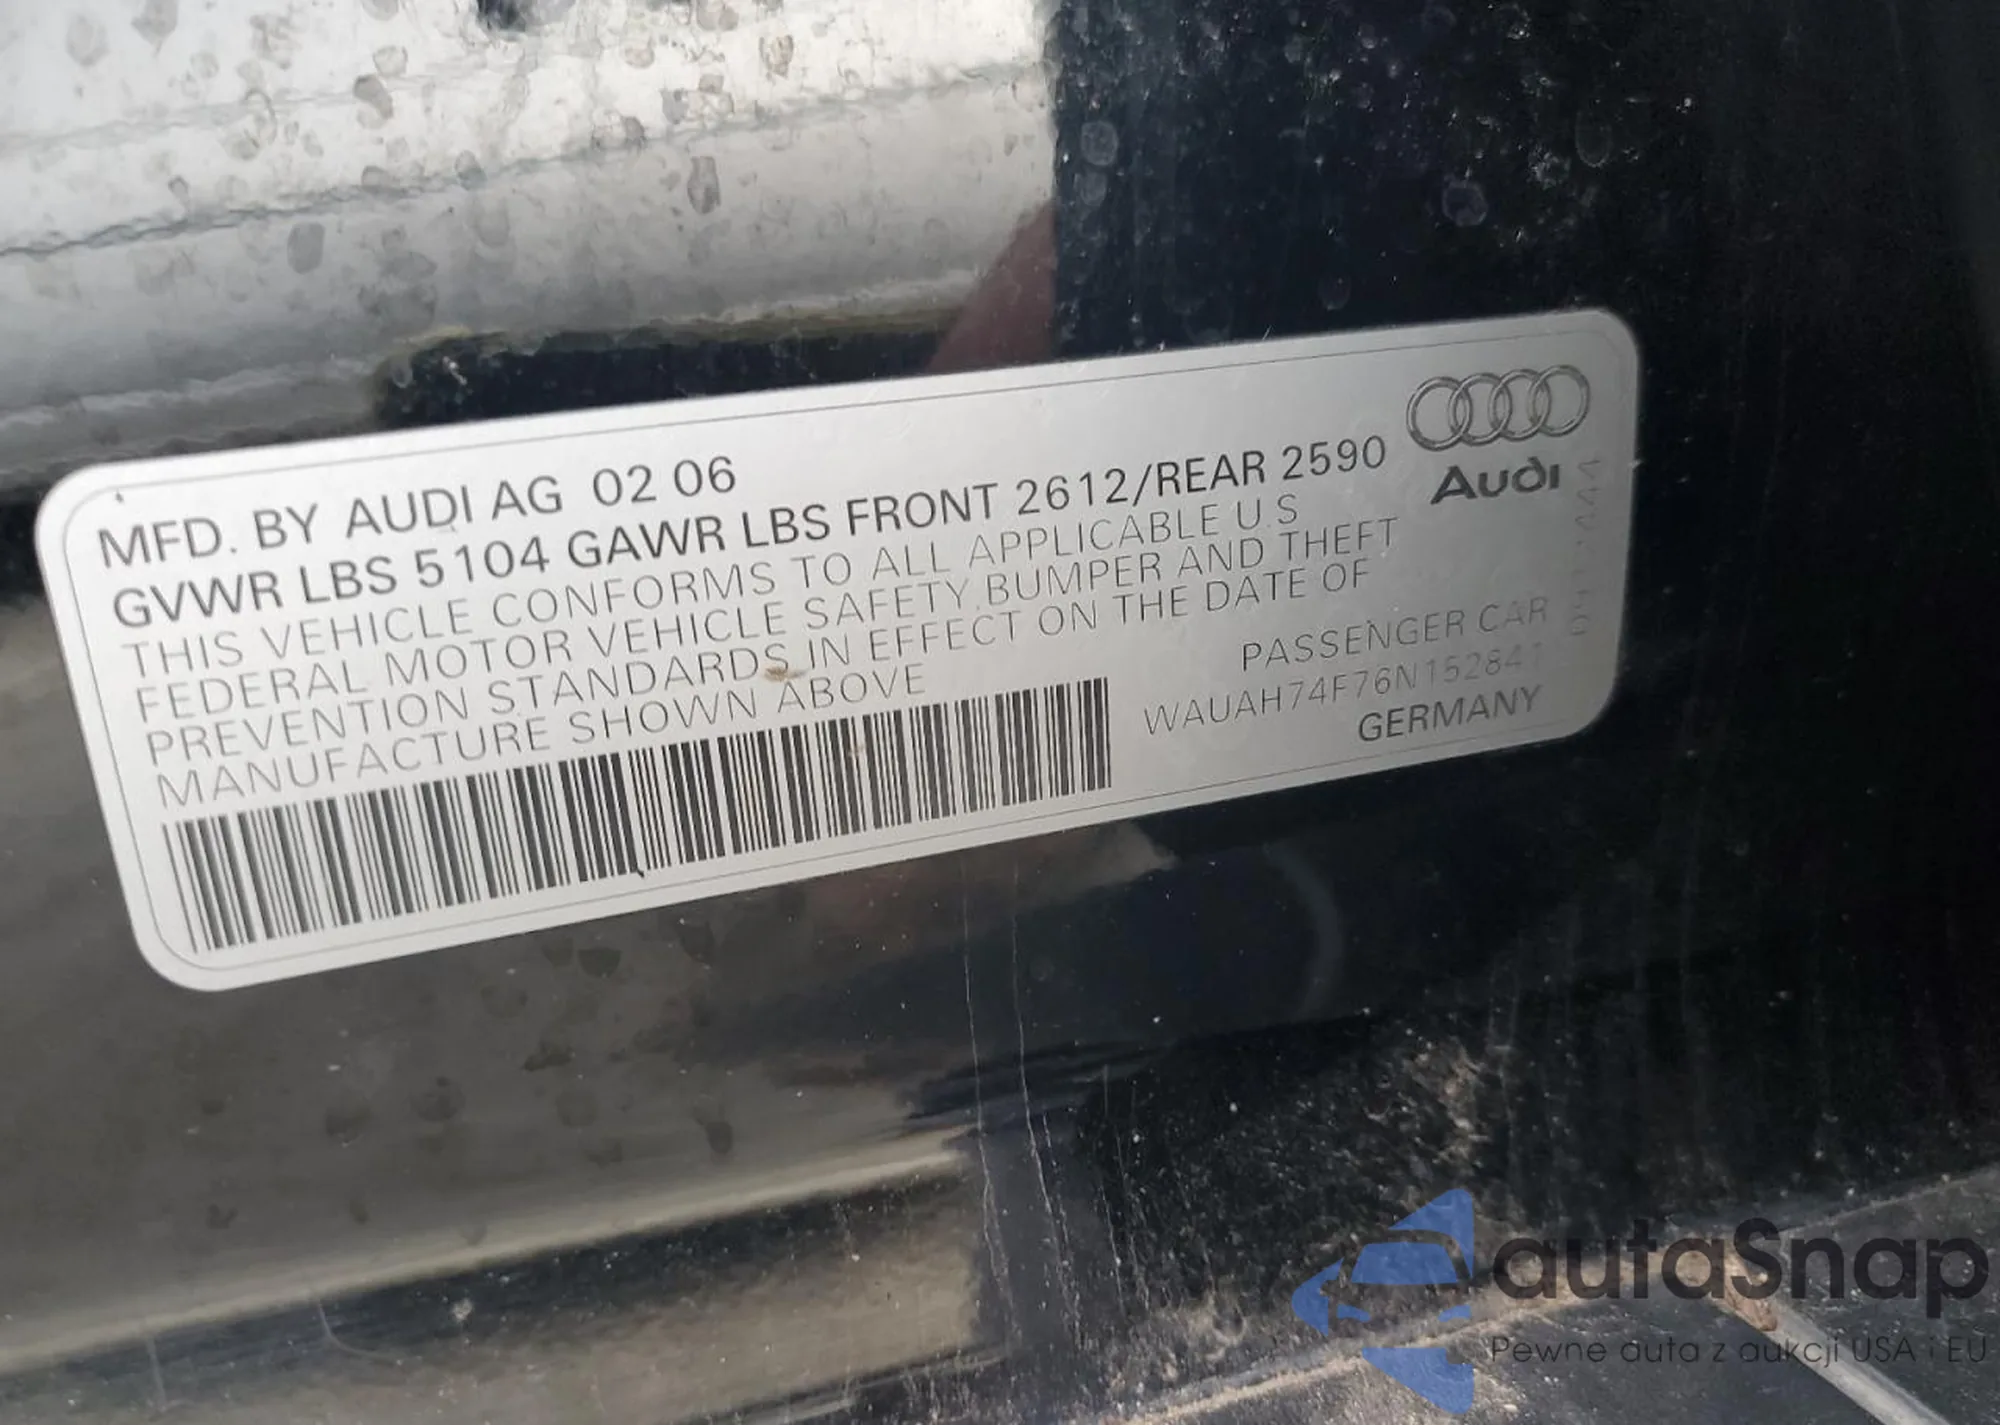 MFD. BY AUDI AG 02 06
GVWR LBS 5104 GAWR LBS FRONT 2612/REAR 2590
THIS VEHICLE CONFORMS TO ALL APPLICABLE U.S
FEDERAL MOTOR VEHICLE SAFETY,BUMPER AND THEFT
PREVENTION STANDARDS IN EFFECT ON THE DATE OF
MANUFACTURE SHOWN ABOVE
Audi
PASSENGER CAR
WAUAH74F76N152841
GERMANY
autaSnap
Pewne auta z aukcji USA i EU